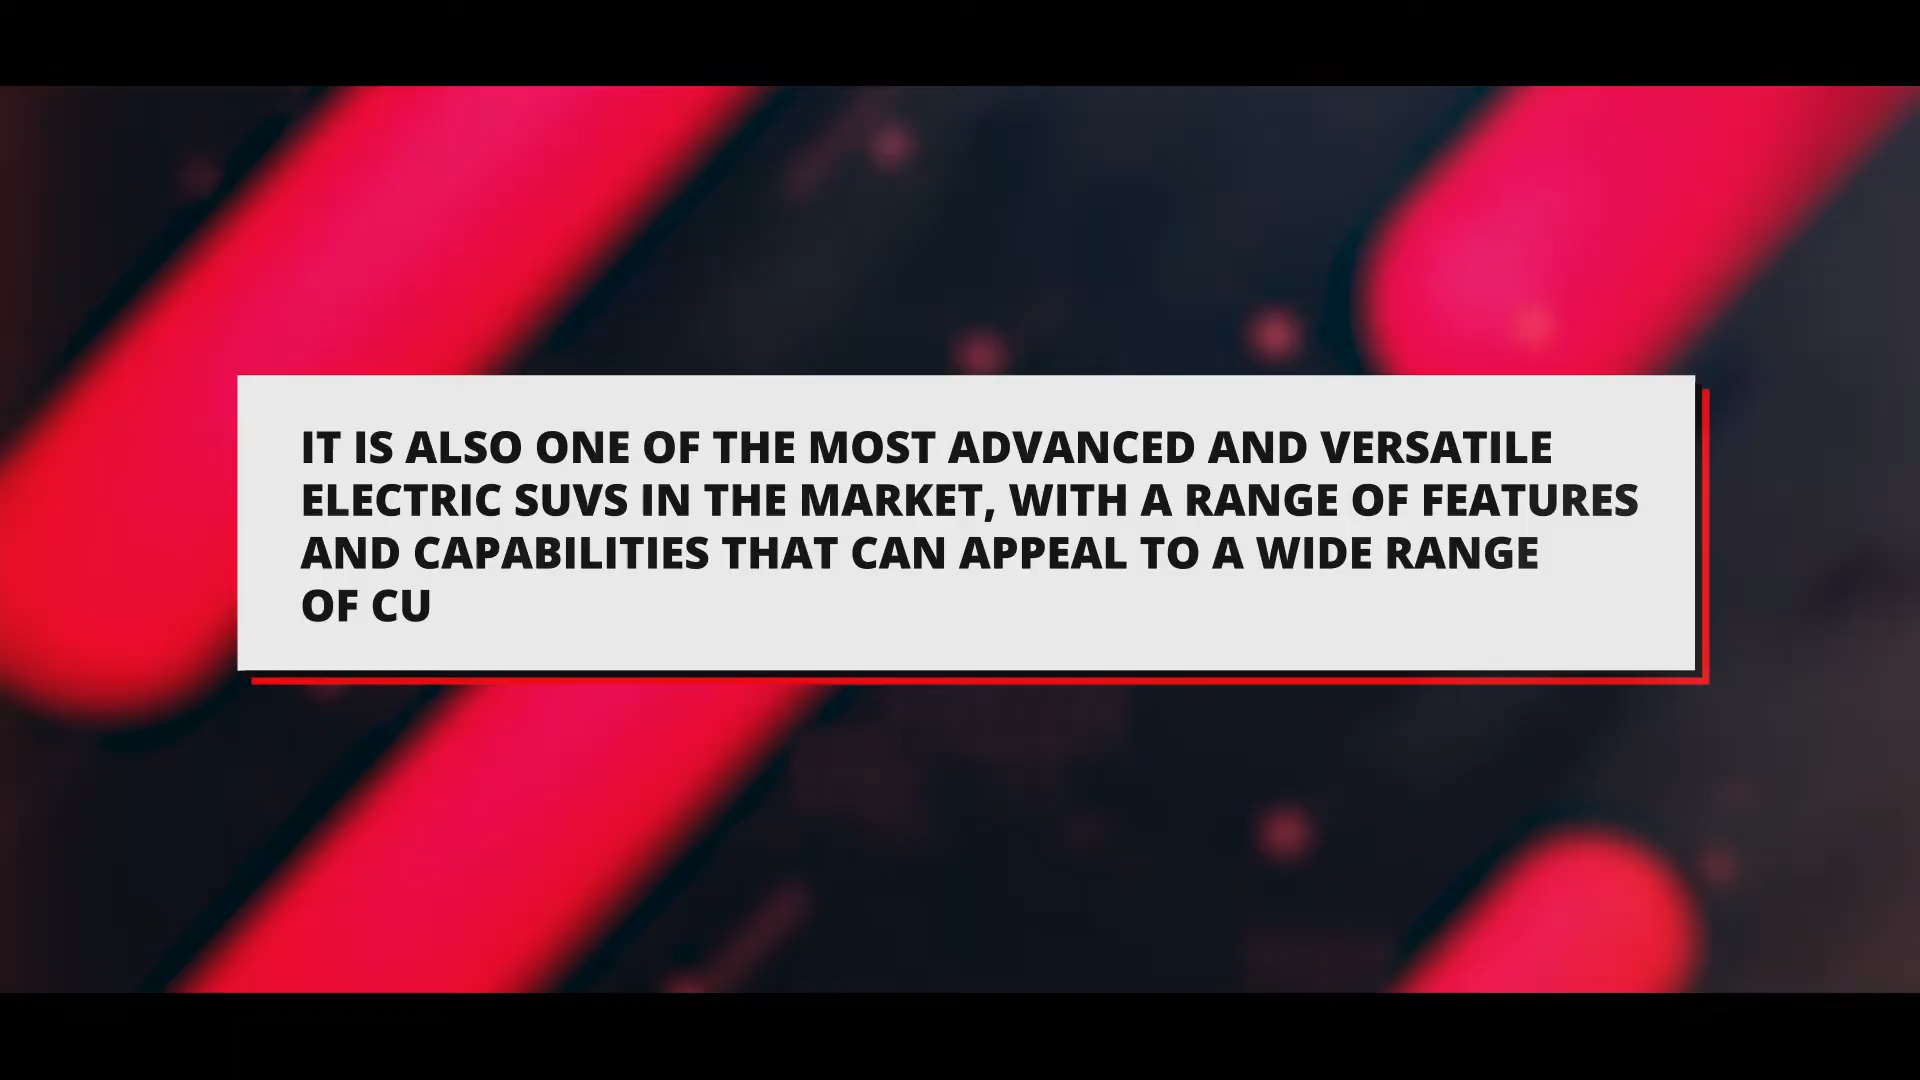 IT IS ALSO ONE OF THE MOST ADVANCED AND VERSATILE
ELECTRIC SUVS IN THE MARKET, WITH A RANGE OF FEATURES
AND CAPABILITIES THAT CAN APPEAL TO A WIDE RANGE
OF CU